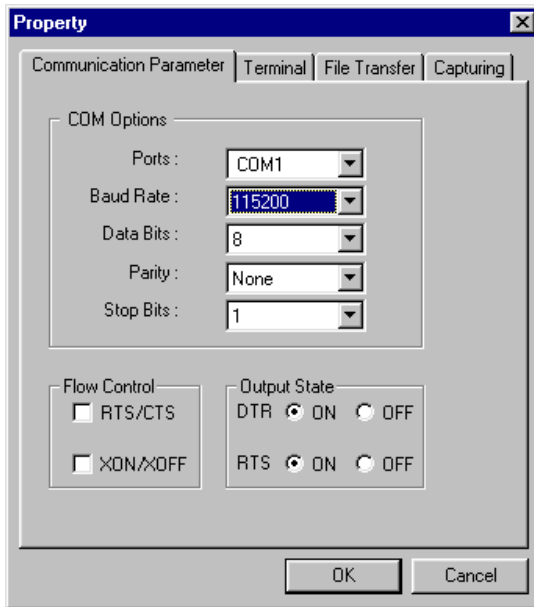 Property
Communication Parameter Terminal File Transfer Capturing
COM Options
Ports : COM1
Baud Rate : 115200
Data Bits : 8
Parity : None
Stop Bits : 1
Flow Control
RTS/CTS
XON/XOFF
Output State
DTR ON OFF
RTS ON OFF
OK Cancel